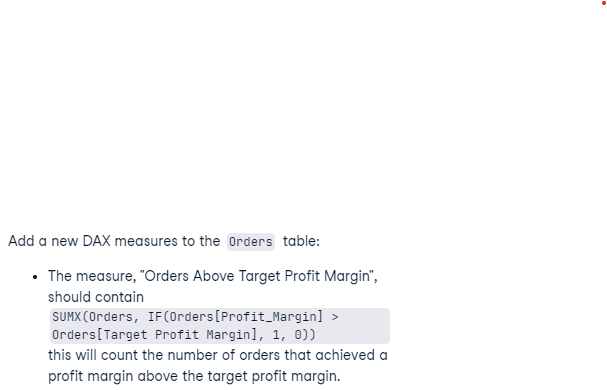 Add a new DAX measures to the Orders table:
• The measure, "Orders Above Target Profit Margin",
should contain
SUMX(Orders, IF(Orders[Profit_Margin] >
Orders[Target Profit Margin], 1, 0))
this will count the number of orders that achieved a
profit margin above the target profit margin.